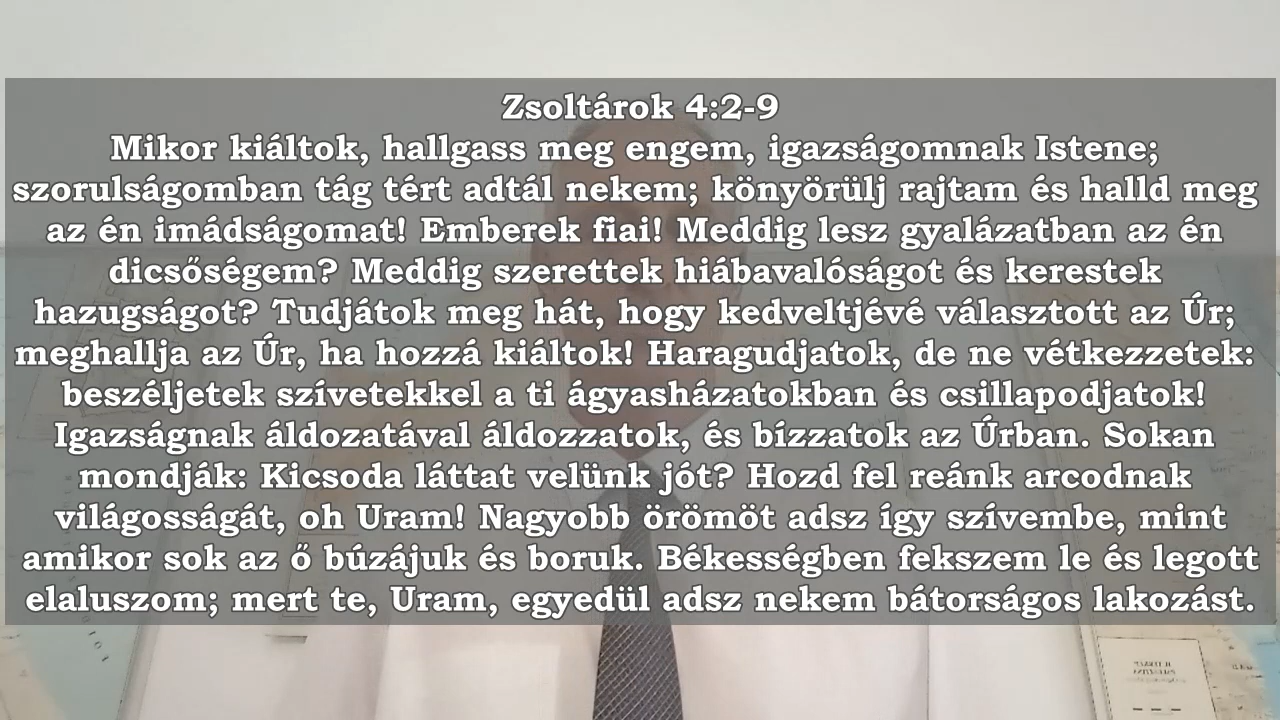 Zsoltárok 4:2-9
Mikor kiáltok, hallgass meg engem, igazságomnak Istene;
szorulságomban tág tért adtál nekem; könyörülj rajtam és halld meg
az én imádságomat! Emberek fiai! Meddig lesz gyalázatban az én
dicsőségem? Meddig szerettek hiábavalóságot és kerestek
hazugságot? Tudjátok meg hát, hogy kedveltjévé választott az Úr;
meghallja az Úr, ha hozzá kiáltok! Haragudjatok, de ne vétkezzetek:
beszéljetek szívetekkel a ti ágyasházatokban és csillapodjatok!
Igazságnak áldozatával áldozzatok, és bízzatok az Úrban. Sokan
mondják: Kicsoda láttat velünk jót? Hozd fel reánk arcodnak
világosságát, oh Uram! Nagyobb örömöt adsz így szívembe, mint
amikor sok az ő búzájuk és boruk. Békességben fekszem le és legott
elaluszom; mert te, Uram, egyedül adsz nekem bátorságos lakozást.